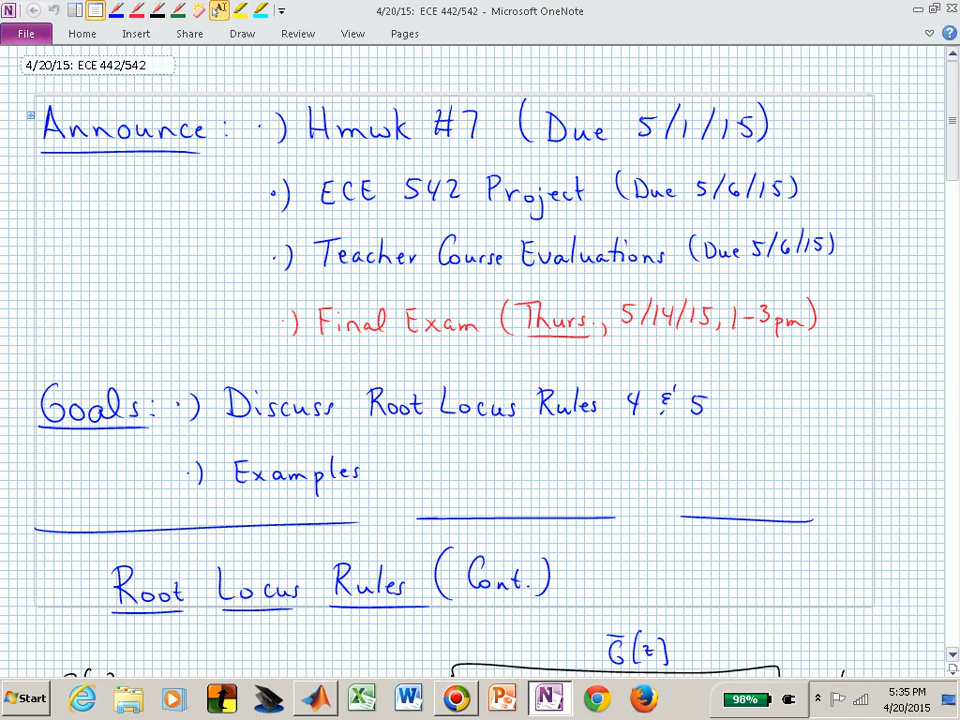 4/20/15: ECE 442/542 - Microsoft OneNote
File Home Insert Share Draw Review View Pages
4/20/15: ECE 442/542
Announce: ·) Hmwk #7 (Due 5/1/15)
·) ECE 542 Project (Due 5/6/15)
·) Teacher Course Evaluations (Due 5/6/15)
·) Final Exam (Thurs., 5/14/15, 1-3pm)
Goals: ·) Discuss Root Locus Rules 4 & 5
·) Examples
Root Locus Rules (Cont.)
G̅[z]
Start 98% 5:35 PM
4/20/2015